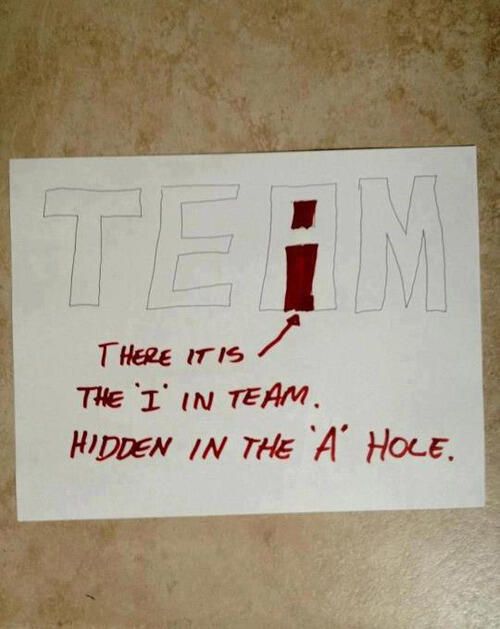 TEAM
THERE IT IS
THE 'I' IN TEAM.
HIDDEN IN THE 'A' HOLE.